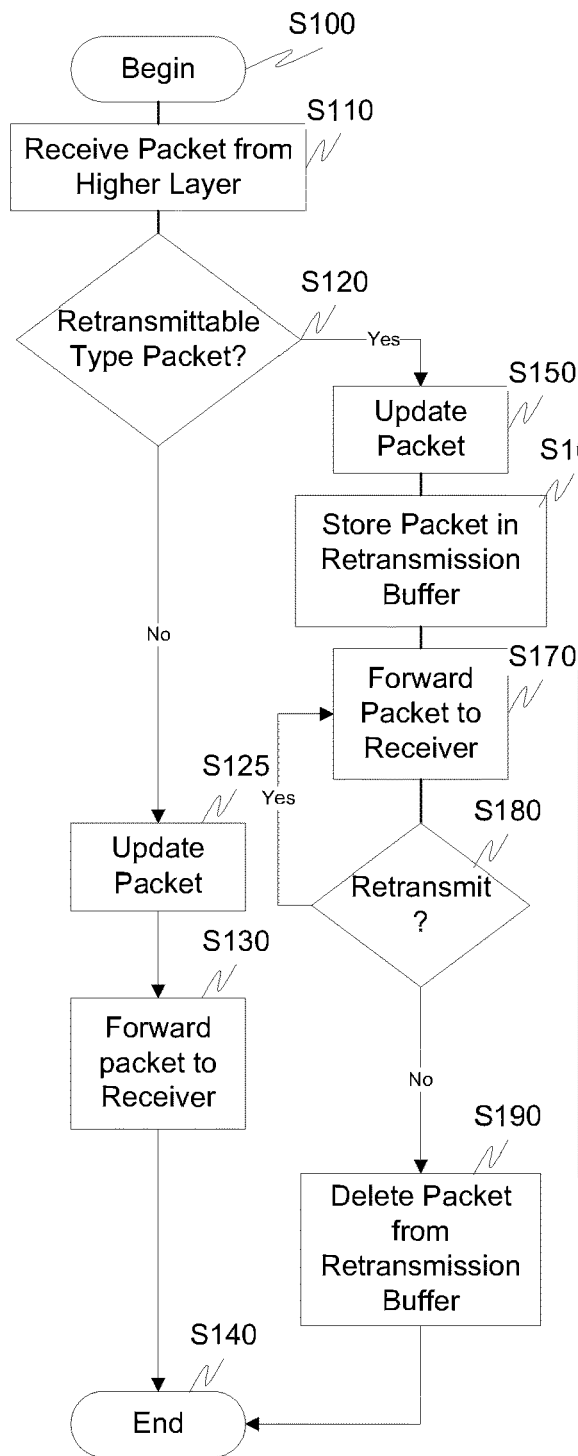 S100
Begin
S110
Receive Packet from
Higher Layer
S120
Retransmittable
Type Packet?
Yes
S150
Update
Packet
Store Packet in
Retransmission
Buffer
No
S170
Forward
Packet to
Receiver
Yes
S180
Retransmit
?
S125
Update
Packet
S130
Forward
packet to
Receiver
No
S190
Delete Packet
from
Retransmission
Buffer
S140
End